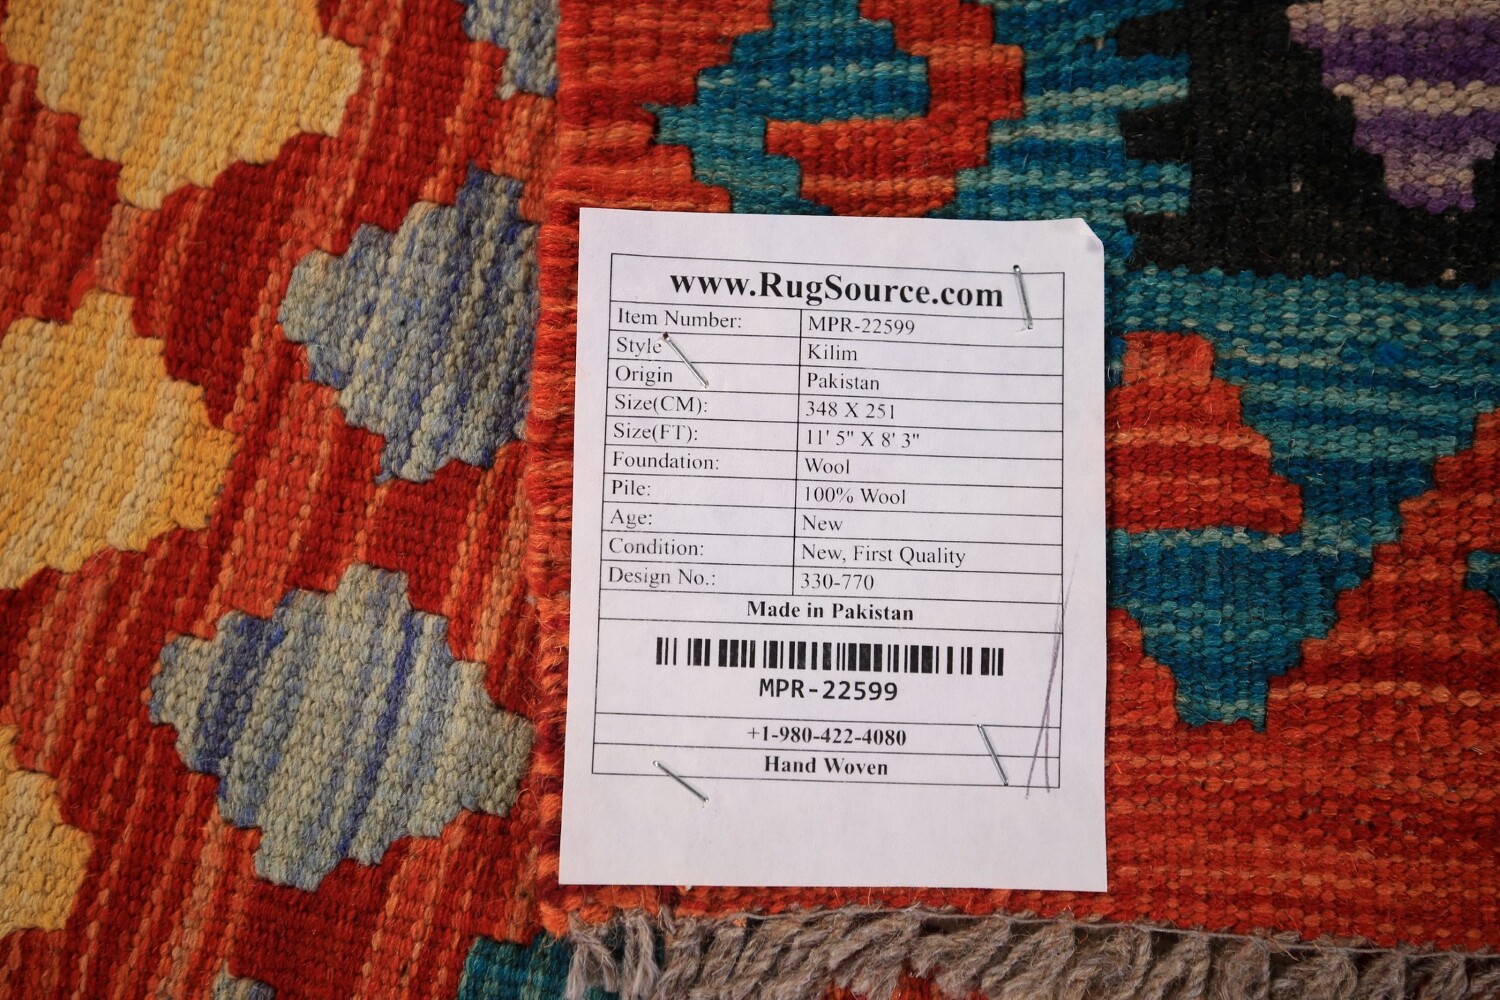 www.RugSource.com
Item Number: MPR-22599
Style Kilim
Origin Pakistan
Size(CM): 348 X 251
Size(FT): 11' 5" X 8' 3"
Foundation: Wool
Pile: 100% Wool
Age: New
Condition: New, First Quality
Design No.: 330-770
Made in Pakistan
MPR-22599
+1-980-422-4080
Hand Woven